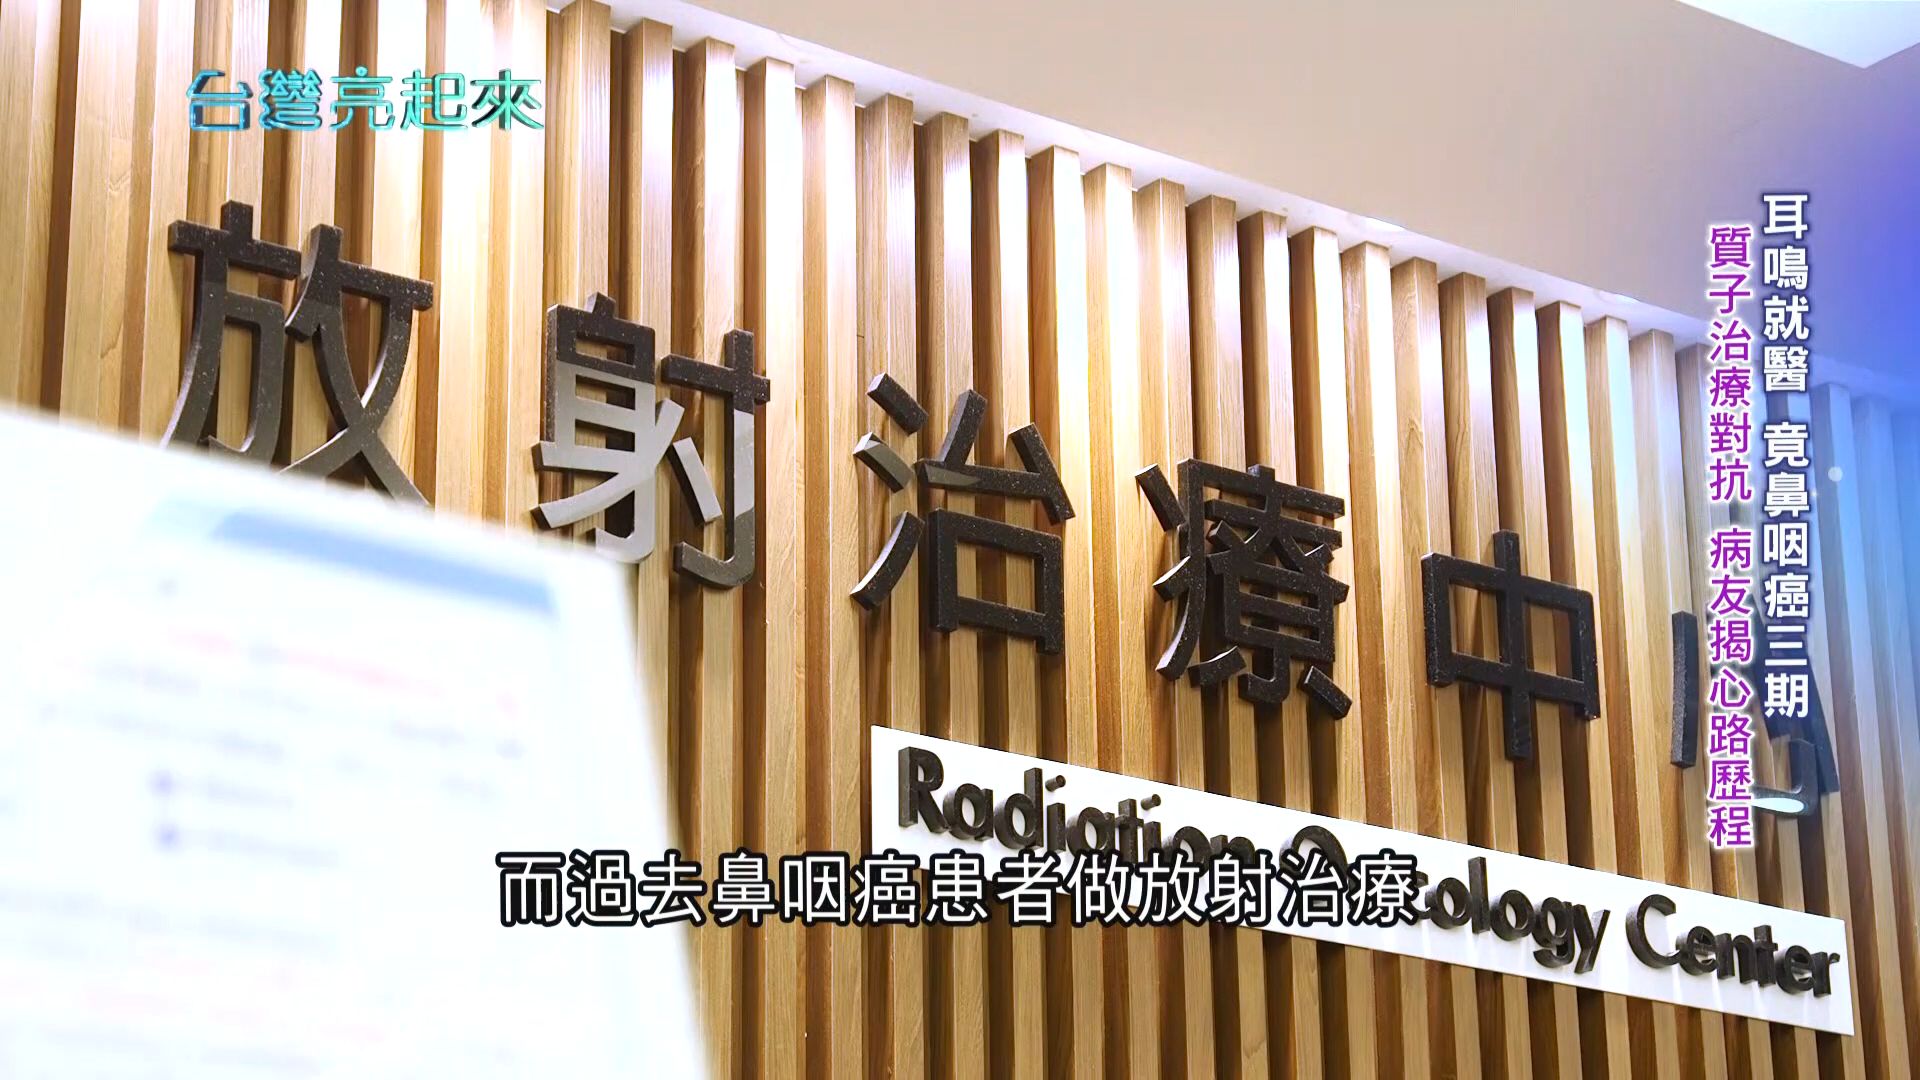 台灣亮起來
耳鳴就醫 竟鼻咽癌三期
質子治療對抗 病友揭心路歷程
放射治療中心
Radiation Oncology Center
而過去鼻咽癌患者做放射治療